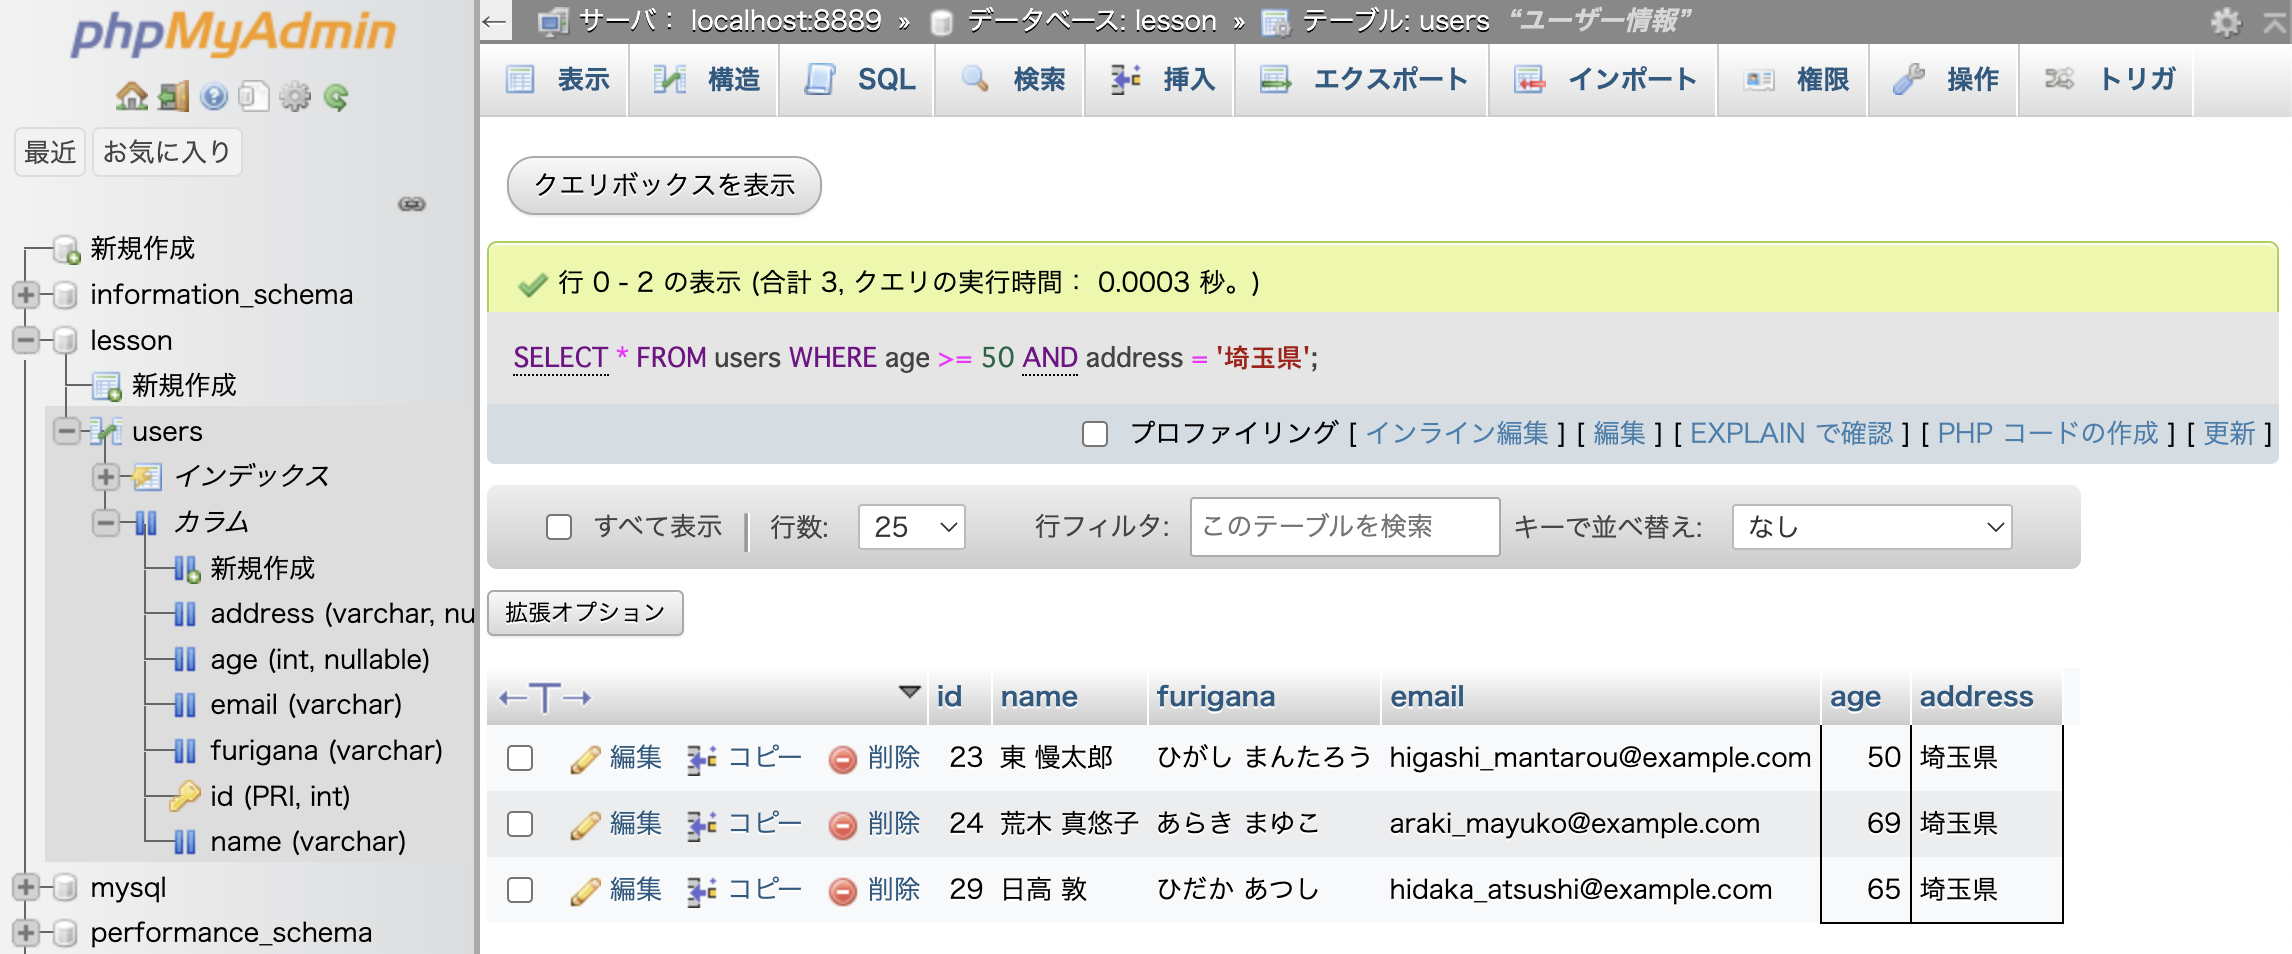 phpMyAdmin
最近 お気に入り
新規作成
information_schema
lesson
新規作成
users
インデックス
カラム
新規作成
address (varchar, nu
age (int, nullable)
email (varchar)
furigana (varchar)
id (PRI, int)
name (varchar)
mysql
performance_schema
← サーバ： localhost:8889 » データベース: lesson » テーブル: users “ユーザー情報”
表示 構造 SQL 検索 挿入 エクスポート インポート 権限 操作 トリガ
クエリボックスを表示
行 0 - 2 の表示 (合計 3, クエリの実行時間： 0.0003 秒。)
SELECT * FROM users WHERE age >= 50 AND address = '埼玉県';
プロファイリング [ インライン編集 ] [ 編集 ] [ EXPLAIN で確認 ] [ PHP コードの作成 ] [ 更新 ]
すべて表示 行数: 25 行フィルタ: このテーブルを検索 キーで並べ替え: なし
拡張オプション
←T→ id name furigana email age address
編集 コピー 削除 23 東 慢太郎 ひがし まんたろう higashi_mantarou@example.com 50 埼玉県
編集 コピー 削除 24 荒木 真悠子 あらき まゆこ araki_mayuko@example.com 69 埼玉県
編集 コピー 削除 29 日高 敦 ひだか あつし hidaka_atsushi@example.com 65 埼玉県